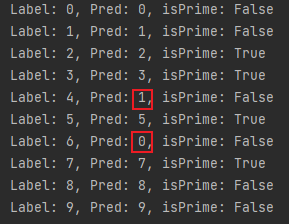 Label: 0, Pred: 0, isPrime: False
Label: 1, Pred: 1, isPrime: False
Label: 2, Pred: 2, isPrime: True
Label: 3, Pred: 3, isPrime: True
Label: 4, Pred: 1, isPrime: False
Label: 5, Pred: 5, isPrime: True
Label: 6, Pred: 0, isPrime: False
Label: 7, Pred: 7, isPrime: True
Label: 8, Pred: 8, isPrime: False
Label: 9, Pred: 9, isPrime: False